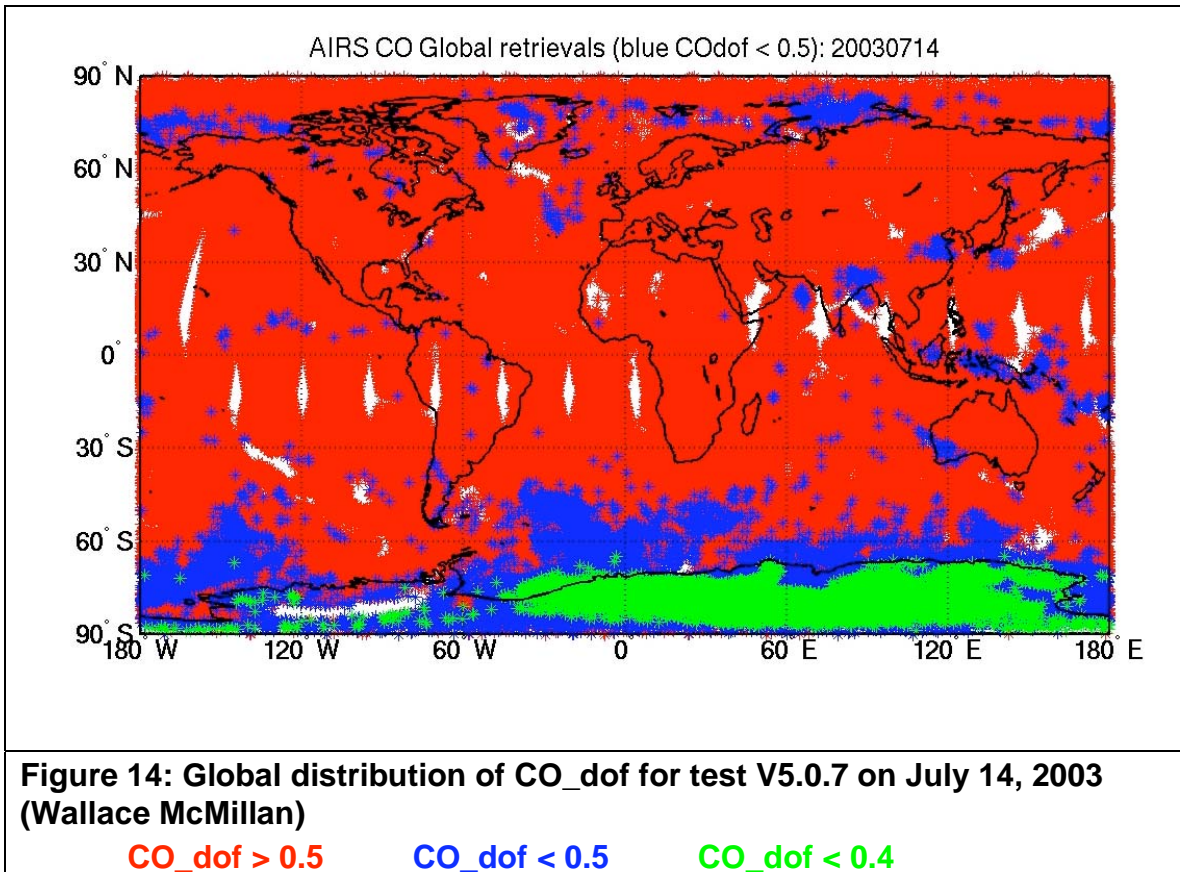 AIRS CO Global retrievals (blue COdof < 0.5): 20030714
90° N
60° N
30° N
0°
30° S
60° S
90° S
180° W 120° W 60° W 0 60° E 120° E 180° E
Figure 14: Global distribution of CO_dof for test V5.0.7 on July 14, 2003
(Wallace McMillan)
CO_dof > 0.5 CO_dof < 0.5 CO_dof < 0.4